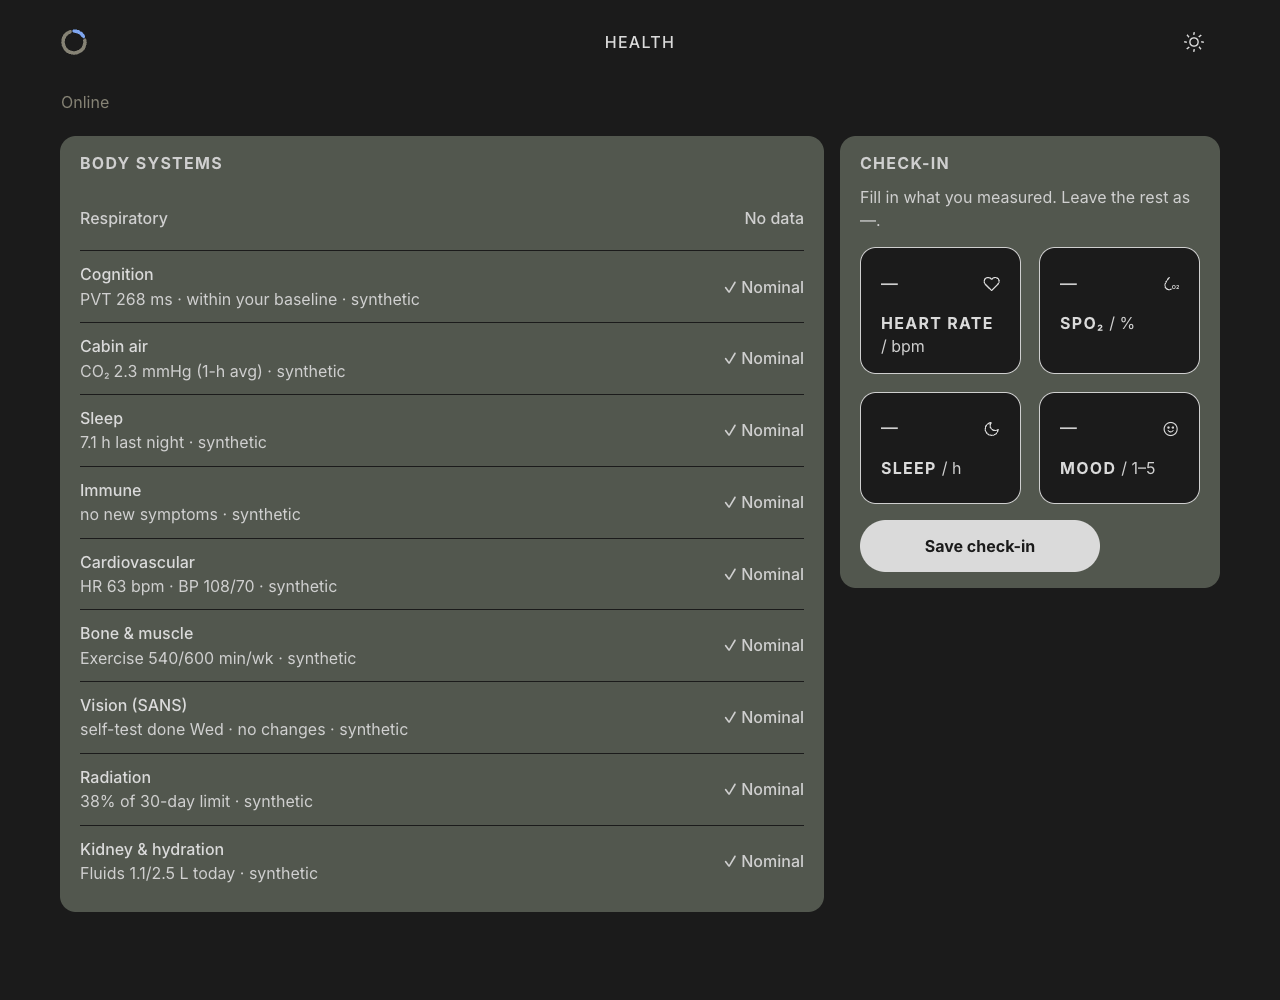 HEALTH
Online
BODY SYSTEMS
Respiratory
No data
Cognition
PVT 268 ms · within your baseline · synthetic
✓ Nominal
Cabin air
CO₂ 2.3 mmHg (1-h avg) · synthetic
✓ Nominal
Sleep
7.1 h last night · synthetic
✓ Nominal
Immune
no new symptoms · synthetic
✓ Nominal
Cardiovascular
HR 63 bpm · BP 108/70 · synthetic
✓ Nominal
Bone & muscle
Exercise 540/600 min/wk · synthetic
✓ Nominal
Vision (SANS)
self-test done Wed · no changes · synthetic
✓ Nominal
Radiation
38% of 30-day limit · synthetic
✓ Nominal
Kidney & hydration
Fluids 1.1/2.5 L today · synthetic
✓ Nominal
CHECK-IN
Fill in what you measured. Leave the rest as
—.
—
HEART RATE
/ bpm
—
O2
SPO₂ / %
—
SLEEP / h
—
MOOD / 1–5
Save check-in